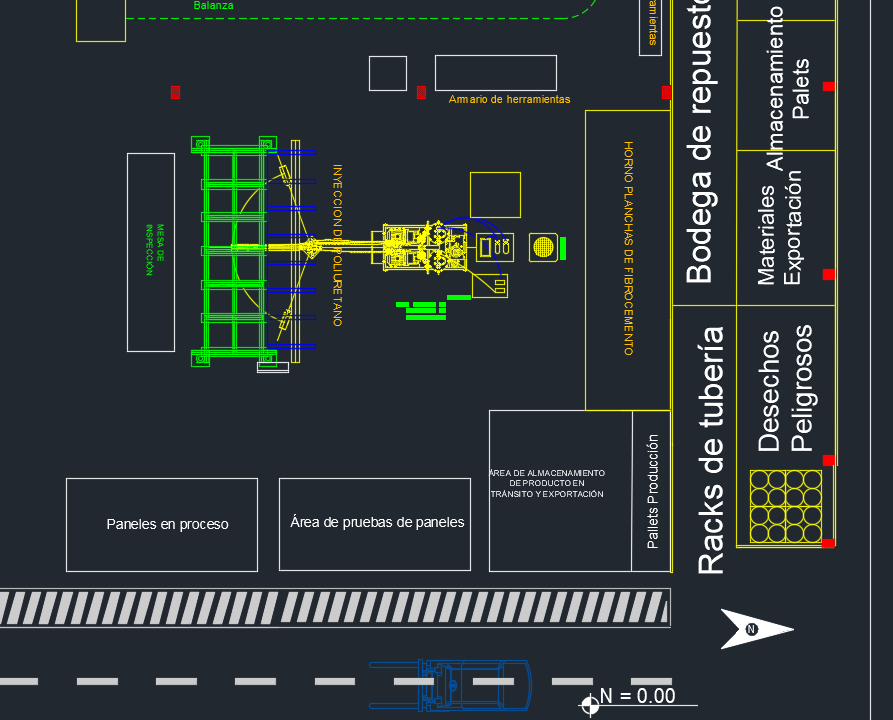 Balanza
Armario de herramientas
MESA DE
INSPECCIÓN
INYECCION DE POLIURETANO
HORNO PLANCHAS DE FIBROCEMENTO
Bodega de
Almacenamiento
Palets
Materiales
Exportación
Racks de tubería
Desechos
Peligrosos
ÁREA DE ALMACENAMIENTO
DE PRODUCTO EN
TRÁNSITO Y EXPORTACIÓN
Pallets Producción
Paneles en proceso
Área de pruebas de paneles
N
N = 0.00